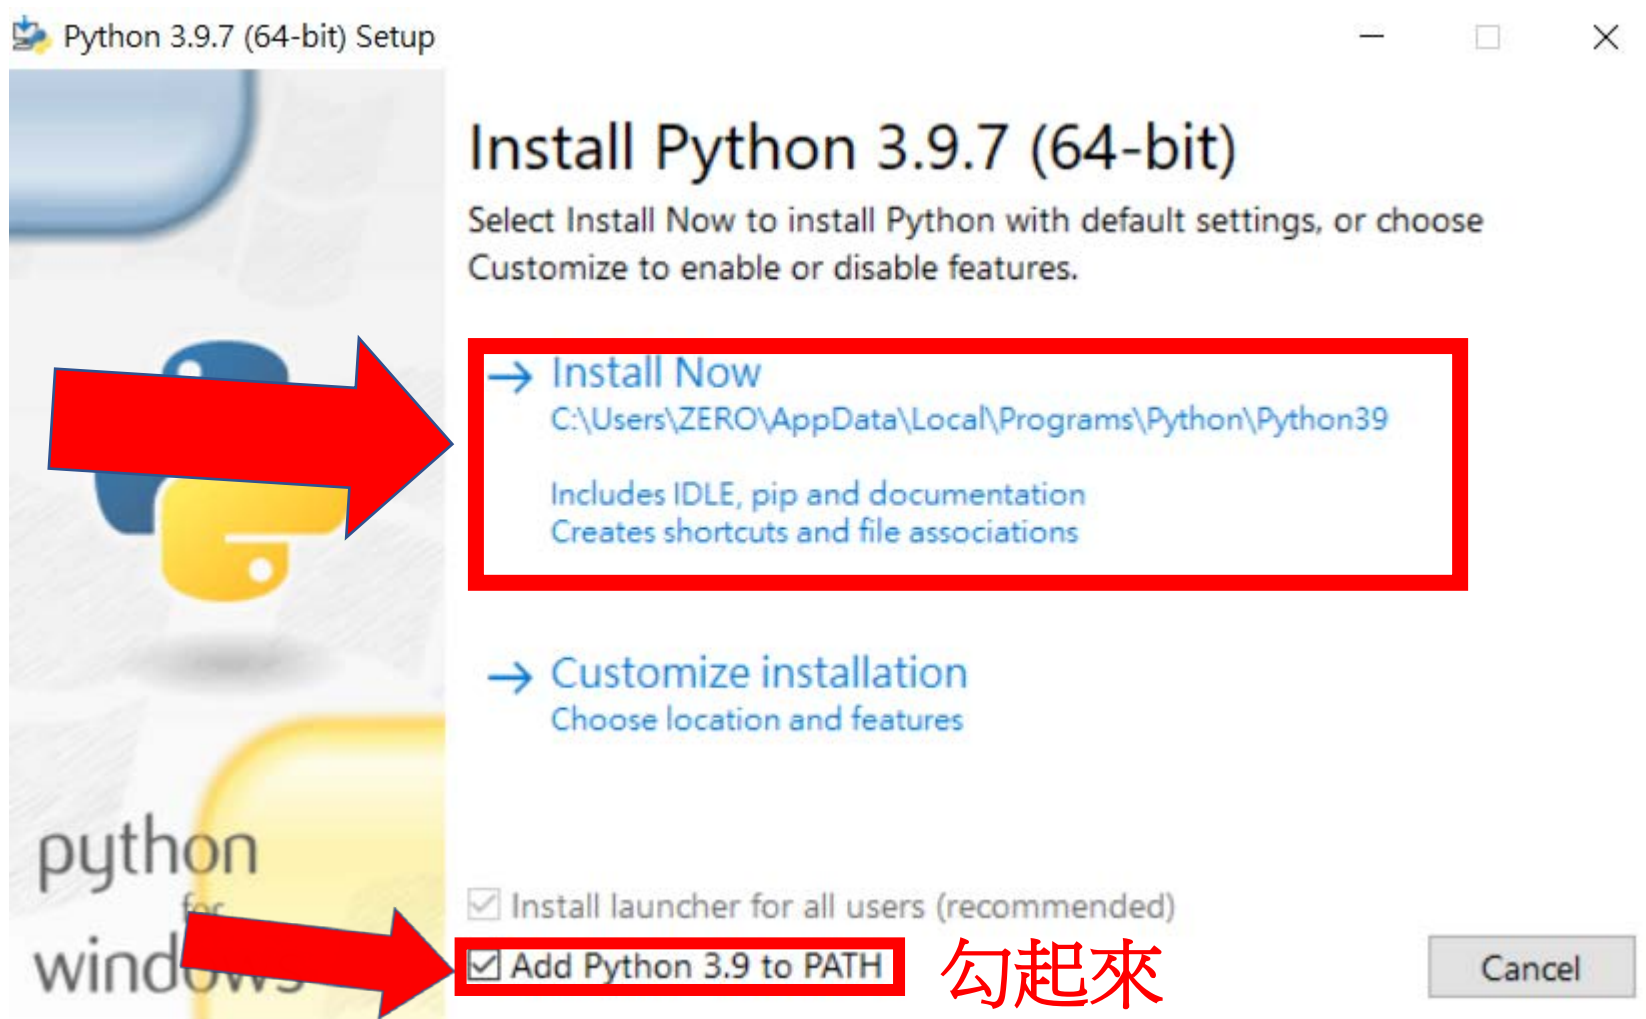 Python 3.9.7 (64-bit) Setup
Install Python 3.9.7 (64-bit)
Select Install Now to install Python with default settings, or choose
Customize to enable or disable features.
→ Install Now
C:\Users\ZERO\AppData\Local\Programs\Python\Python39
Includes IDLE, pip and documentation
Creates shortcuts and file associations
→ Customize installation
Choose location and features
python
for
windows
Install launcher for all users (recommended)
Add Python 3.9 to PATH
勾起來
Cancel